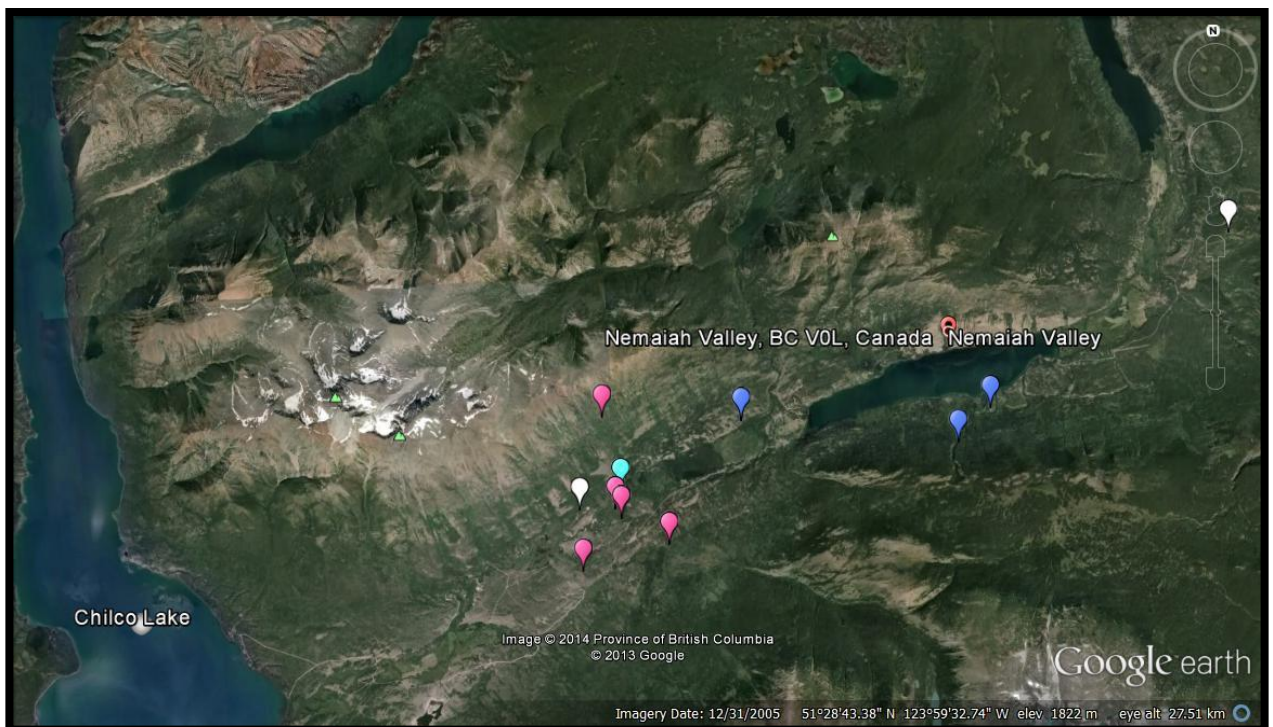 N
Nemaiah Valley, BC V0L, Canada Nemaiah Valley
Chilco Lake
Image © 2014 Province of British Columbia
© 2013 Google
Google earth
Imagery Date: 12/31/2005 51°28'43.38" N 123°59'32.74" W elev 1822 m eye alt 27.51 km